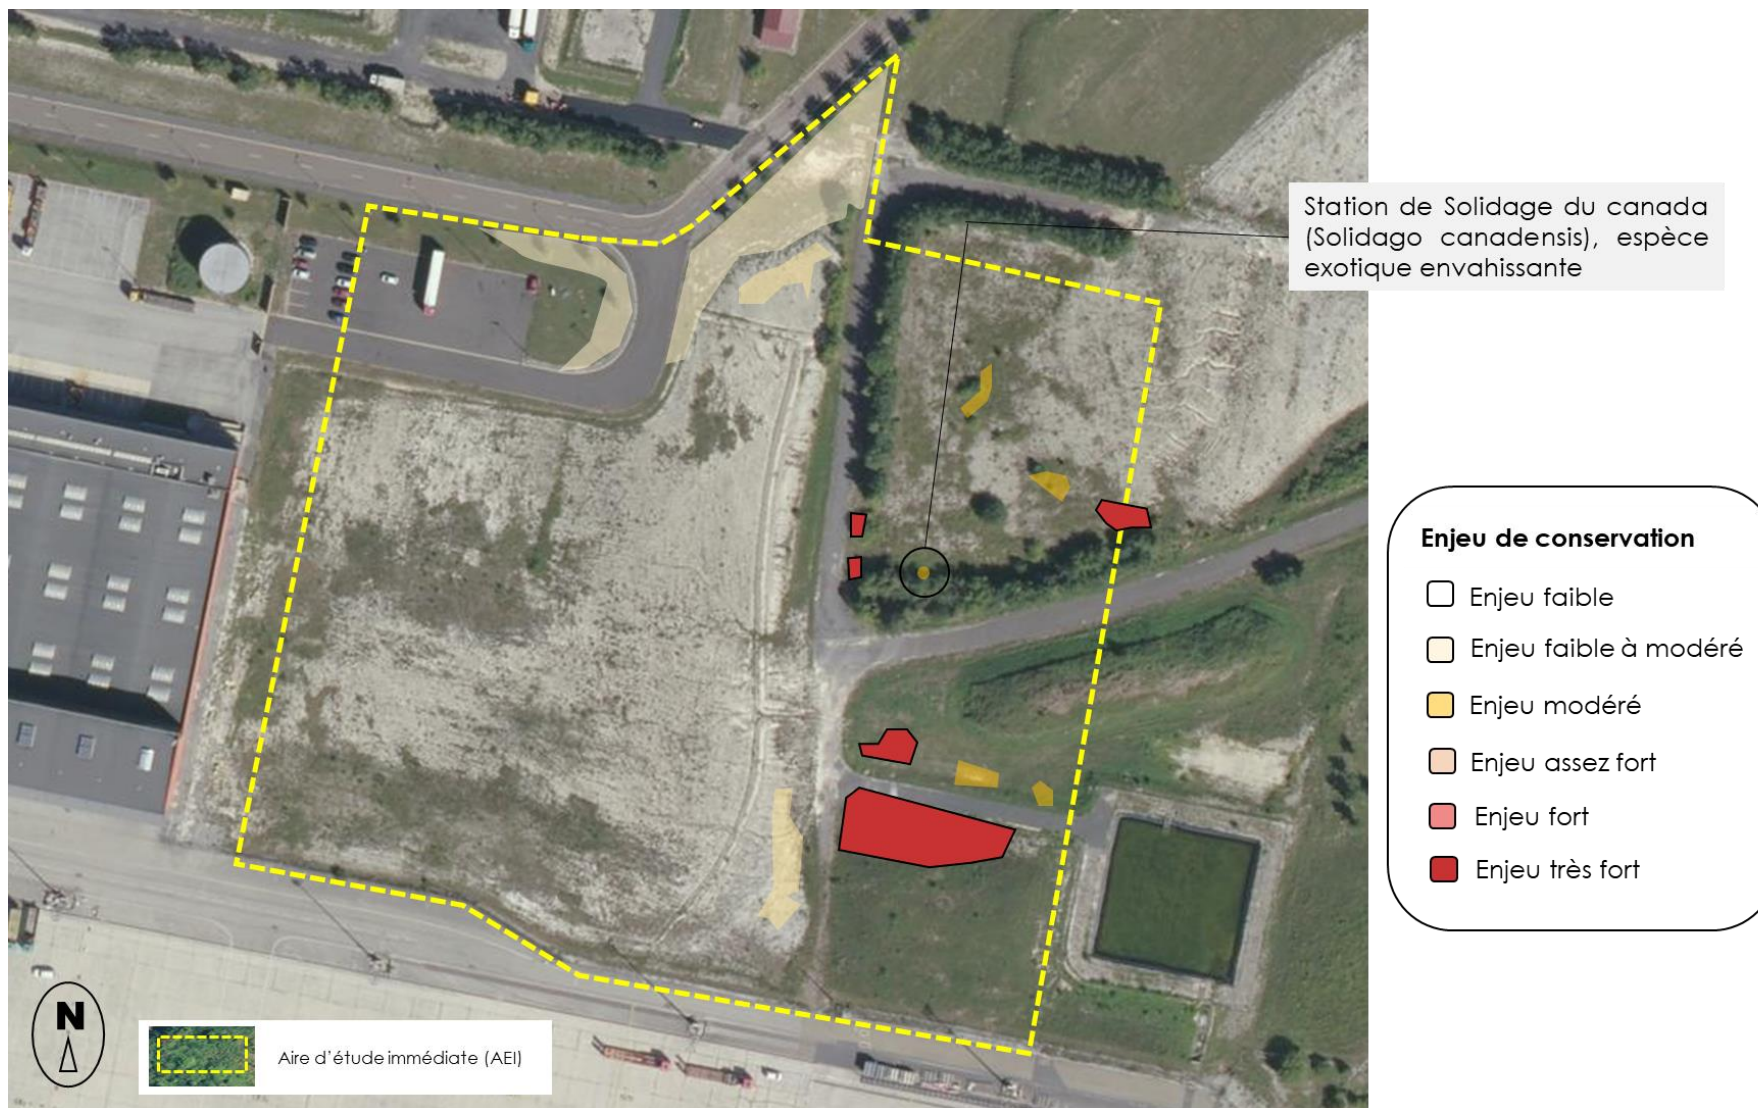 Station de Solidage du canada
(Solidago canadensis), espèce
exotique envahissante
Enjeu de conservation
Enjeu faible
Enjeu faible à modéré
Enjeu modéré
Enjeu assez fort
Enjeu fort
Enjeu très fort
N
Aire d'étude immédiate (AEI)